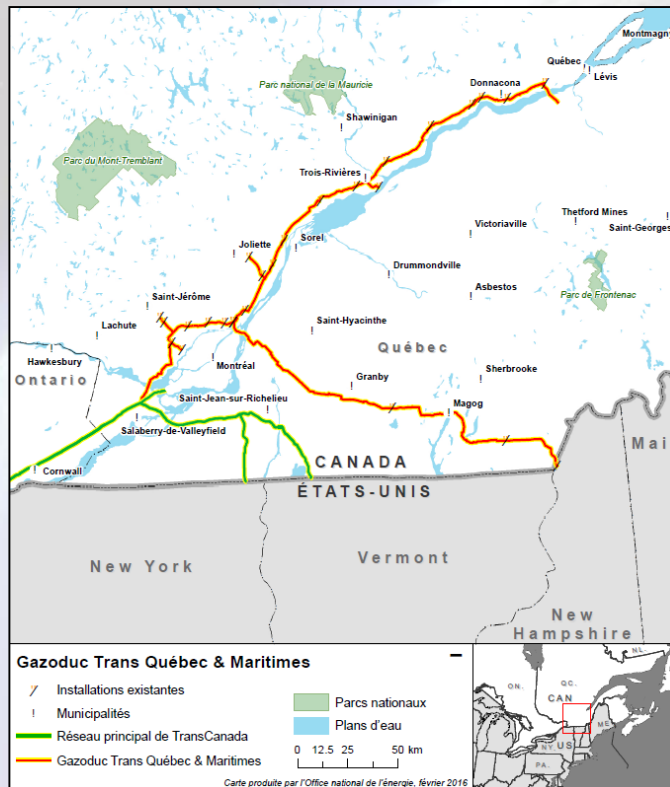 Montmagny
Québec
Lévis
Donnacona
Parc national de la Mauricie
Shawinigan
Parc du Mont-Tremblant
Trois-Rivières
Victoriaville
Thetford Mines
Saint-Georges
Sorel
Joliette
Drummondville
Asbestos
Parc de Frontenac
Saint-Jérôme
Lachute
Saint-Hyacinthe
Québec
Hawkesbury
Montréal
Ontario
Granby
Sherbrooke
Saint-Jean-sur-Richelieu
Magog
Salaberry-de-Valleyfield
Mai
CANADA
Cornwall
ÉTATS-UNIS
New York
Vermont
New
Hampshire
Gazoduc Trans Québec & Maritimes
Installations existantes
Municipalités
Réseau principal de TransCanada
Gazoduc Trans Québec & Maritimes
Parcs nationaux
Plans d'eau
0 12.5 25 50 km
Carte produite par l'Office national de l'énergie, février 2016
N.L.
ON.
QC.
CAN
ME.
N.Y.
US
PA.